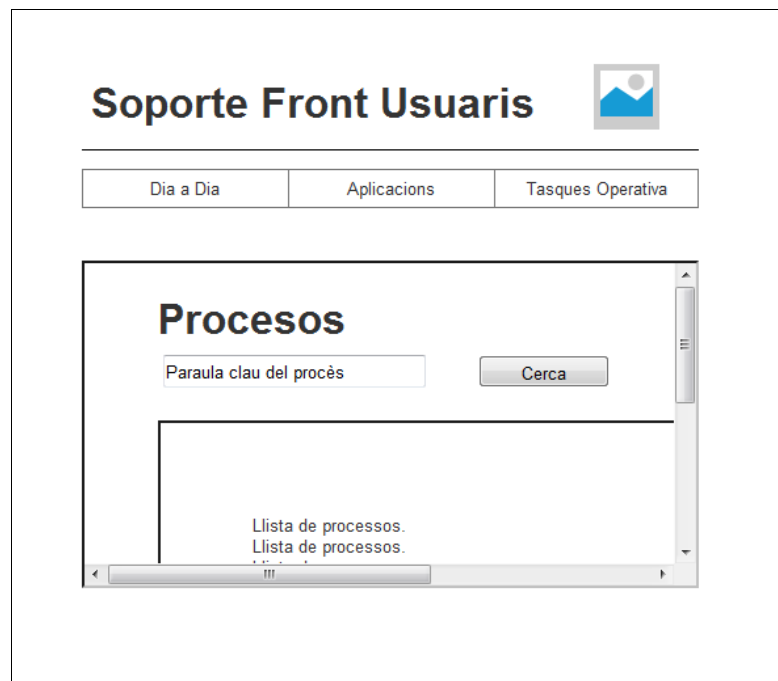 Soporte Front Usuaris
Dia a Dia
Aplicacions
Tasques Operativa
Procesos
Paraula clau del procès
Cerca
Llista de processos.
Llista de processos.